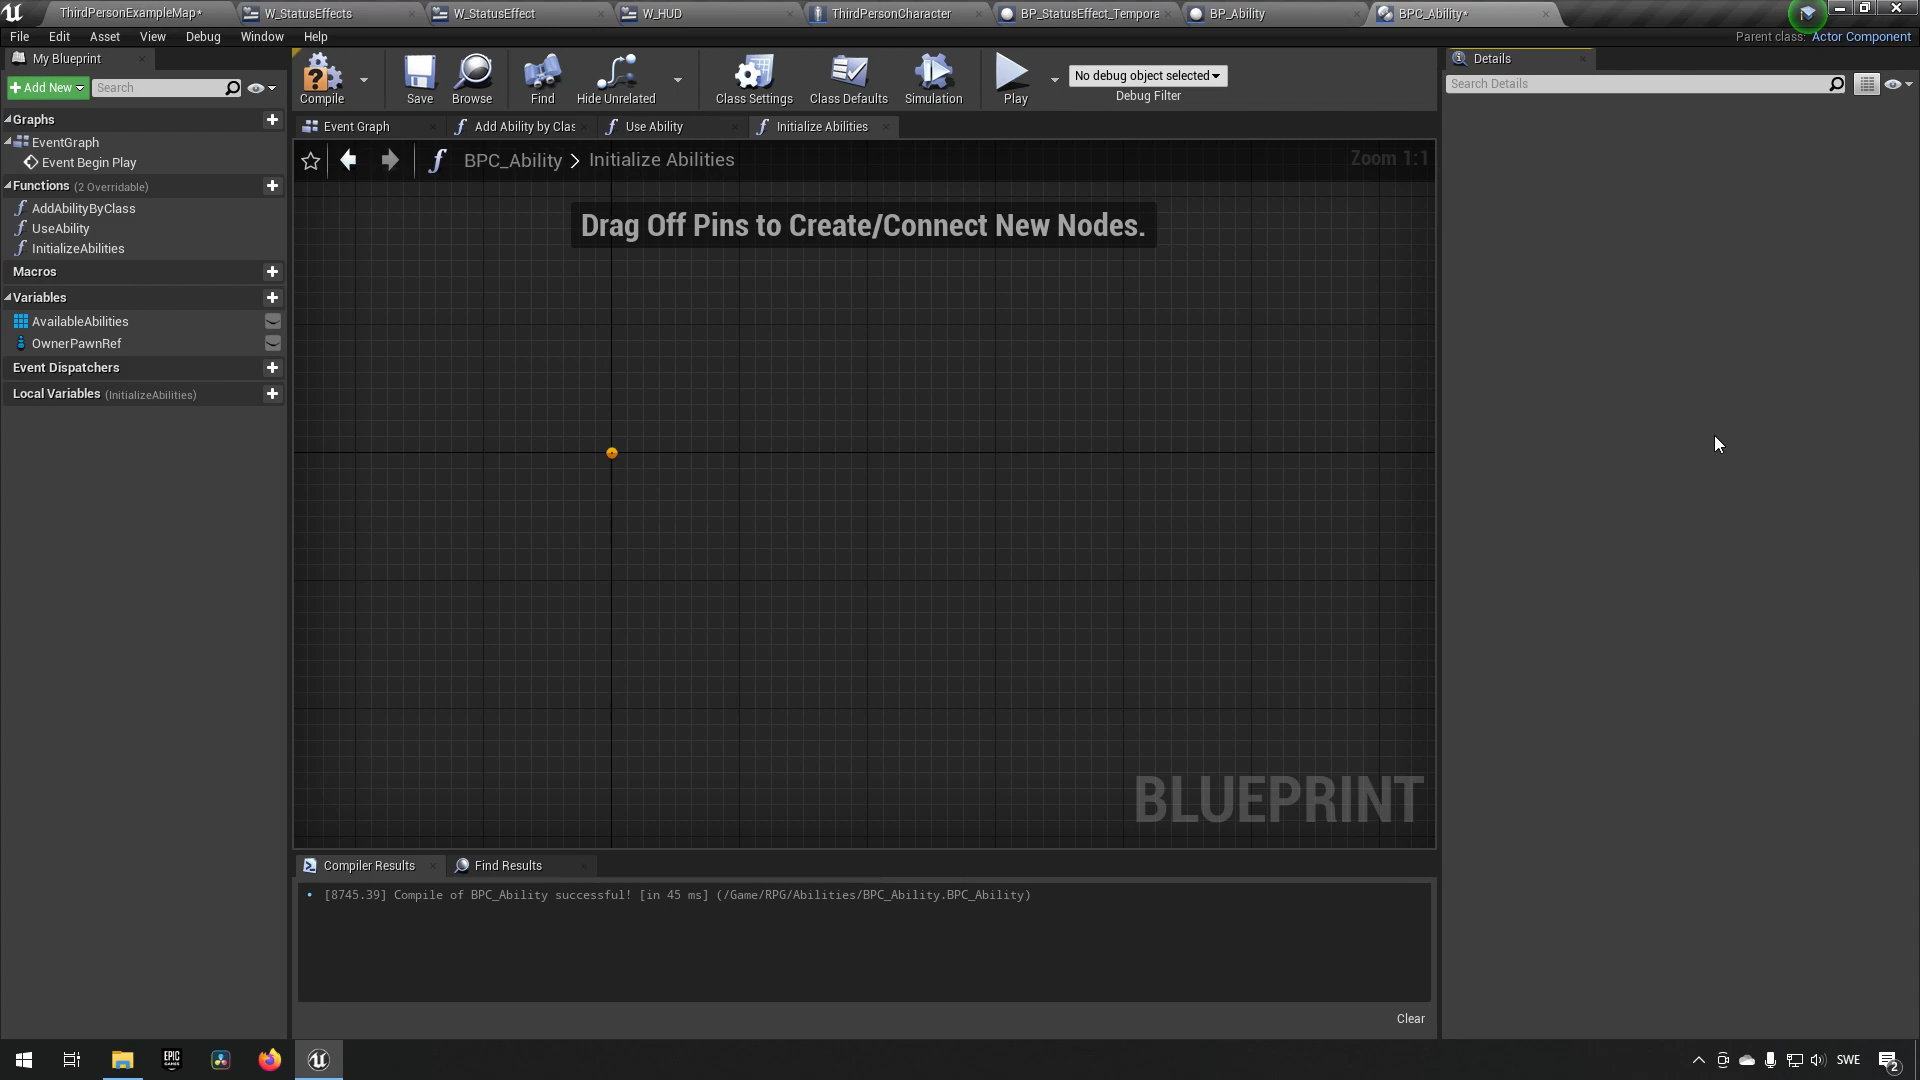 ThirdPersonExampleMap*
W_StatusEffects
W_StatusEffect
W_HUD
ThirdPersonCharacter
BP_StatusEffect_Tempora
BP_Ability
BPC_Ability*
File Edit Asset View Debug Window Help
Parent class: Actor Component
My Blueprint
Add New
Search
Compile
Save
Browse
Find
Hide Unrelated
Class Settings
Class Defaults
Simulation
Play
No debug object selected
Debug Filter
Details
Search Details
Graphs
EventGraph
Event Begin Play
Functions (2 Overridable)
AddAbilityByClass
UseAbility
InitializeAbilities
Macros
Variables
AvailableAbilities
OwnerPawnRef
Event Dispatchers
Local Variables (InitializeAbilities)
Event Graph
Add Ability by Clas
Use Ability
Initialize Abilities
BPC_Ability > Initialize Abilities
Zoom 1:1
Drag Off Pins to Create/Connect New Nodes.
BLUEPRINT
Compiler Results
Find Results
[8745.39] Compile of BPC_Ability successful! [in 45 ms] (/Game/RPG/Abilities/BPC_Ability.BPC_Ability)
Clear
EPIC
GAMES
SWE
2